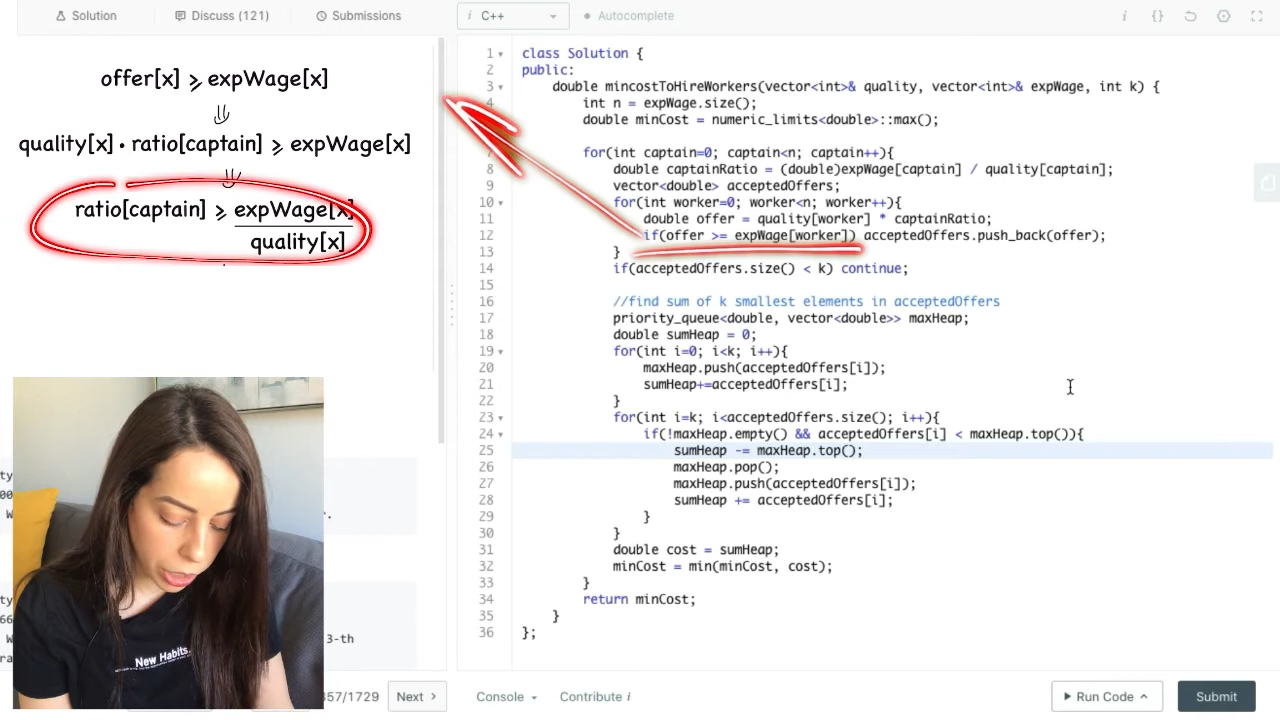 Solution
Discuss (121)
Submissions
i C++
Autocomplete
i {}
offer[x] ⩾ expWage[x]
⇓
quality[x] · ratio[captain] ⩾ expWage[x]
⇓
ratio[captain] ⩾ expWage[x]
quality[x]
1 class Solution {
2 public:
3 double mincostToHireWorkers(vector<int>& quality, vector<int>& expWage, int k) {
4 int n = expWage.size();
double minCost = numeric_limits<double>::max();
7 for(int captain=0; captain<n; captain++){
8 double captainRatio = (double)expWage[captain] / quality[captain];
9 vector<double> acceptedOffers;
10 for(int worker=0; worker<n; worker++){
11 double offer = quality[worker] * captainRatio;
12 if(offer >= expWage[worker]) acceptedOffers.push_back(offer);
13 }
14 if(acceptedOffers.size() < k) continue;
15
16 //find sum of k smallest elements in acceptedOffers
17 priority_queue<double, vector<double>> maxHeap;
18 double sumHeap = 0;
19 for(int i=0; i<k; i++){
20 maxHeap.push(acceptedOffers[i]);
21 sumHeap+=acceptedOffers[i];
22 }
23 for(int i=k; i<acceptedOffers.size(); i++){
24 if(!maxHeap.empty() && acceptedOffers[i] < maxHeap.top()){
25 sumHeap -= maxHeap.top();
26 maxHeap.pop();
27 maxHeap.push(acceptedOffers[i]);
28 sumHeap += acceptedOffers[i];
29 }
30 }
31 double cost = sumHeap;
32 minCost = min(minCost, cost);
33 }
34 return minCost;
35 }
36 };
3-th
New Habits.
357/1729
Next
Console
Contribute i
Run Code
Submit